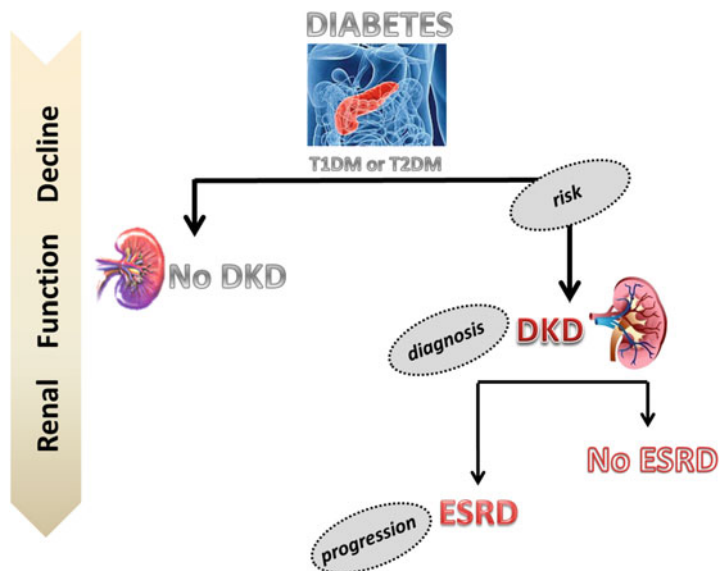 DIABETES
T1DM or T2DM
Renal Function Decline
risk
No DKD
diagnosis
DKD
No ESRD
ESRD
progression